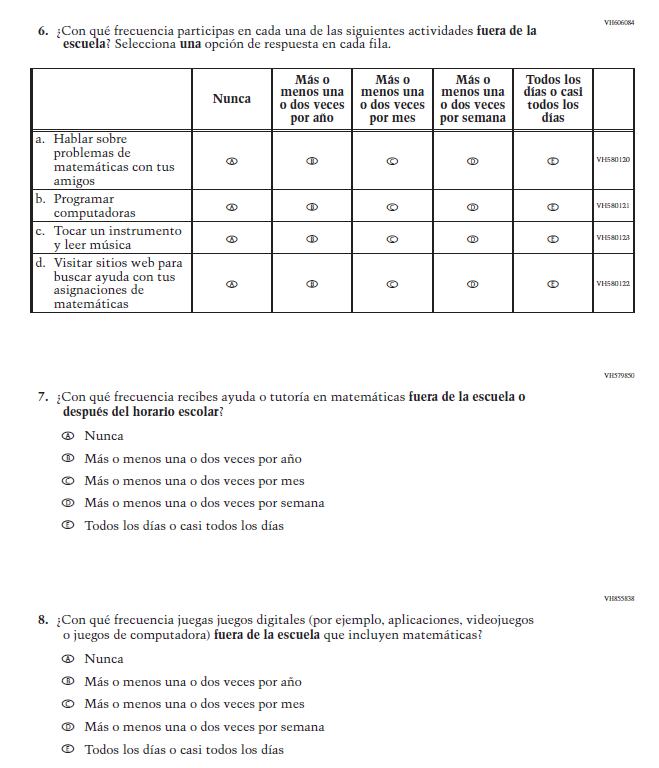 VH606084
6. ¿Con qué frecuencia participas en cada una de las siguientes actividades fuera de la
escuela? Selecciona una opción de respuesta en cada fila.
Nunca
Más o
menos una
o dos veces
por año
Más o
menos una
o dos veces
por mes
Más o
menos una
o dos veces
por semana
Todos los
días o casi
todos los
días
a. Hablar sobre
problemas de
matemáticas con tus
amigos
A B C D E VH580120
b. Programar
computadoras
A B C D E VH580121
c. Tocar un instrumento
y leer música
A B C D E VH580123
d. Visitar sitios web para
buscar ayuda con tus
asignaciones de
matemáticas
A B C D E VH580122
VH579850
7. ¿Con qué frecuencia recibes ayuda o tutoría en matemáticas fuera de la escuela o
después del horario escolar?
A Nunca
B Más o menos una o dos veces por año
C Más o menos una o dos veces por mes
D Más o menos una o dos veces por semana
E Todos los días o casi todos los días
VH855838
8. ¿Con qué frecuencia juegas juegos digitales (por ejemplo, aplicaciones, videojuegos
o juegos de computadora) fuera de la escuela que incluyen matemáticas?
A Nunca
B Más o menos una o dos veces por año
C Más o menos una o dos veces por mes
D Más o menos una o dos veces por semana
E Todos los días o casi todos los días